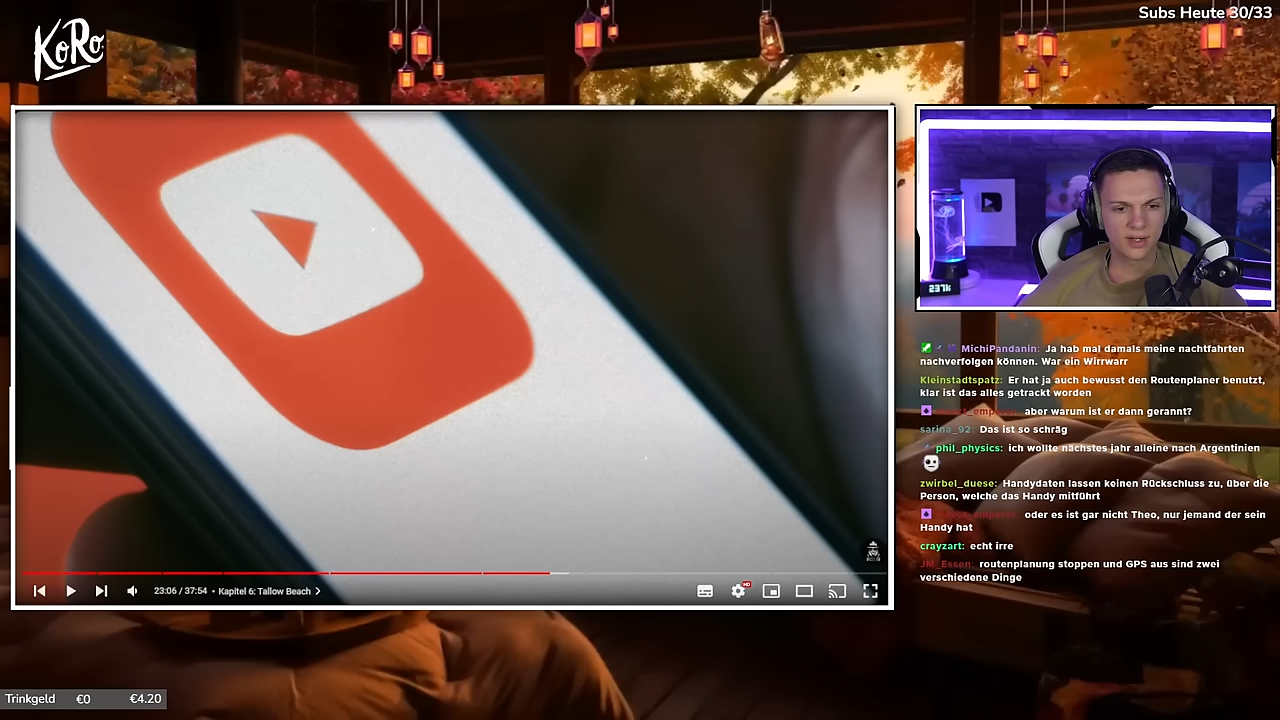 Subs Heute 30/33
KoRo
237k
MichiPandanin: Ja hab mal damals meine nachtfahrten
nachverfolgen können. War ein Wirrwarr
Kleinstadtspatz: Er hat ja auch bewusst den Routenplaner benutzt,
klar ist das alles getrackt worden
aber warum ist er dann gerannt?
sarina_92: Das ist so schräg
phil_physics: ich wollte nächstes jahr alleine nach Argentinien
zwirbel_duese: Handydaten lassen keinen Rückschluss zu, über die
Person, welche das Handy mitführt
oder es ist gar nicht Theo, nur jemand der sein
Handy hat
crayzart: echt irre
JM_Essen: routenplanung stoppen und GPS aus sind zwei
verschiedene Dinge
23:06 / 37:54 • Kapitel 6: Tallow Beach
HD
Trinkgeld €0 €4.20